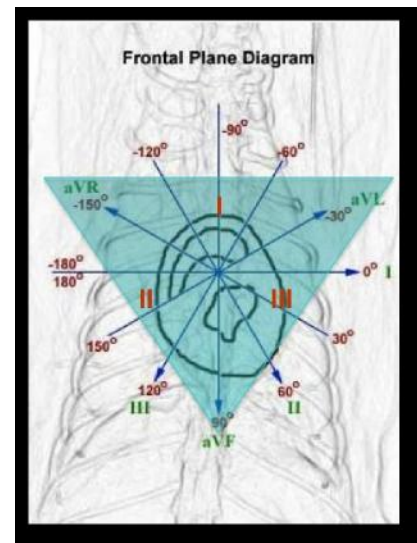 Frontal Plane Diagram
-90°
-120°
-60°
aVR
-150°
I
aVL
-30°
-180°
180°
0° I
II
III
150°
30°
120°
60°
III
II
90°
aVF